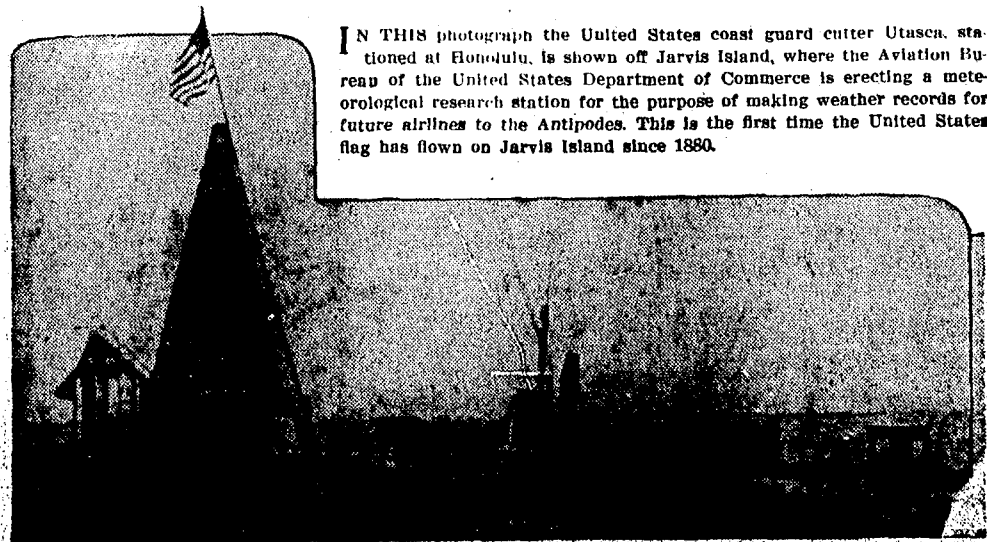 IN THIS photograph the United States coast guard cutter Utasca, sta-
tioned at Honolulu, is shown off Jarvis Island, where the Aviation Bu-
reau of the United States Department of Commerce is erecting a mete-
orological research station for the purpose of making weather records for
future airlines to the Antipodes. This is the first time the United States
flag has flown on Jarvis Island since 1880.